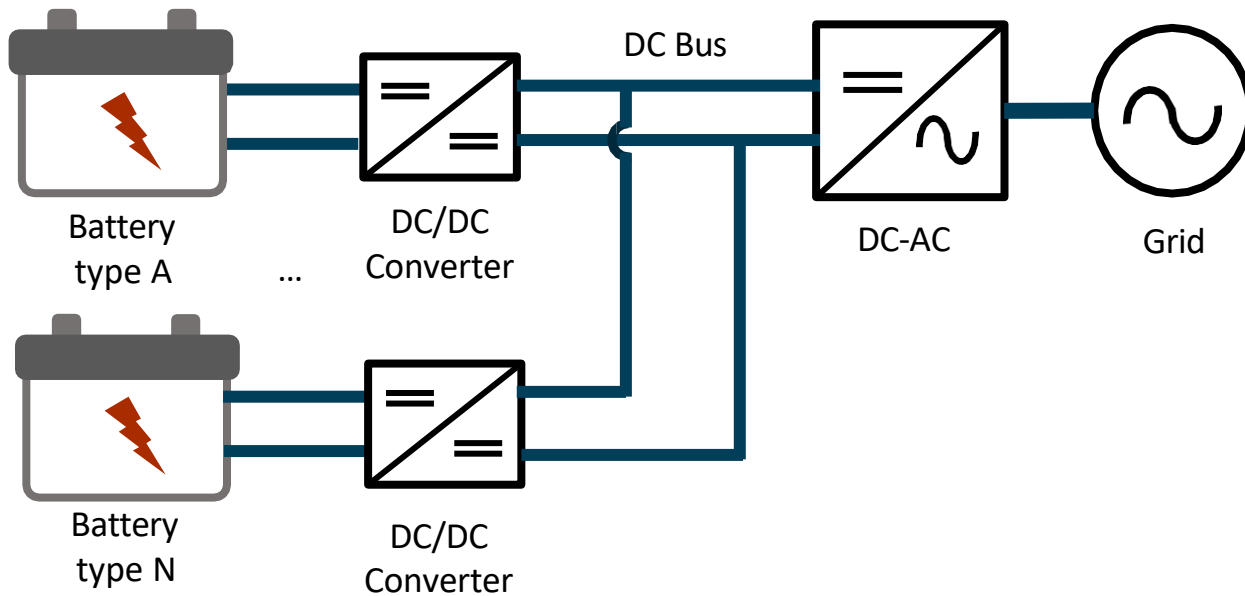 DC Bus
Battery
type A
...
DC/DC
Converter
DC-AC
Grid
Battery
type N
DC/DC
Converter